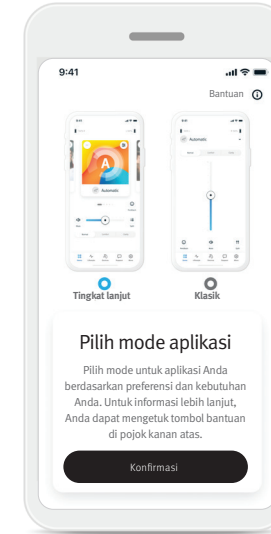 9:41
Bantuan
A
Automatic
Automatic
Tingkat lanjut
Klasik
Pilih mode aplikasi
Pilih mode untuk aplikasi Anda
berdasarkan preferensi dan kebutuhan
Anda. Untuk informasi lebih lanjut,
Anda dapat mengetuk tombol bantuan
di pojok kanan atas.
Konfirmasi